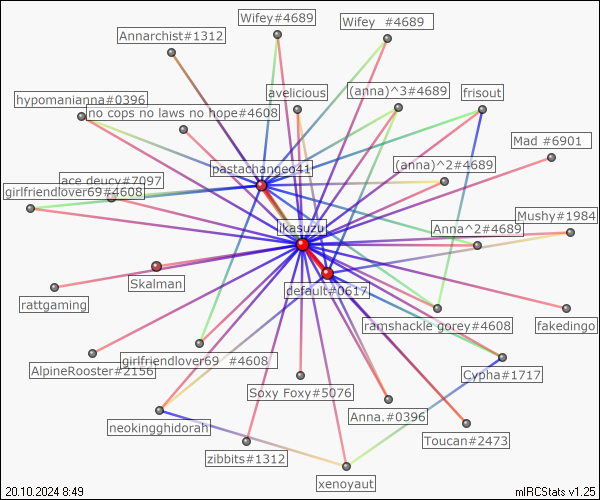 Wifey#4689
Wifey  #4689
Annarchist#1312
avelicious
(anna)^3#4689
frisout
hypomanianna#0396
no cops no laws no hope#4608
Mad #6901
pastachangeo41
(anna)^2#4689
ace deucy#7097
girlfriendlover69#4608
Mushy#1984
ikasuzu
Anna^2#4689
Skalman
default#0617
rattgaming
ramshackle gorey#4608
fakedingo
girlfriendlover69  #4608
AlpineRooster#2156
Cypha#1717
Soxy Foxy#5076
Anna.#0396
neokingghidorah
Toucan#2473
zibbits#1312
xenoyaut
20.10.2024 8:49
mIRCStats v1.25